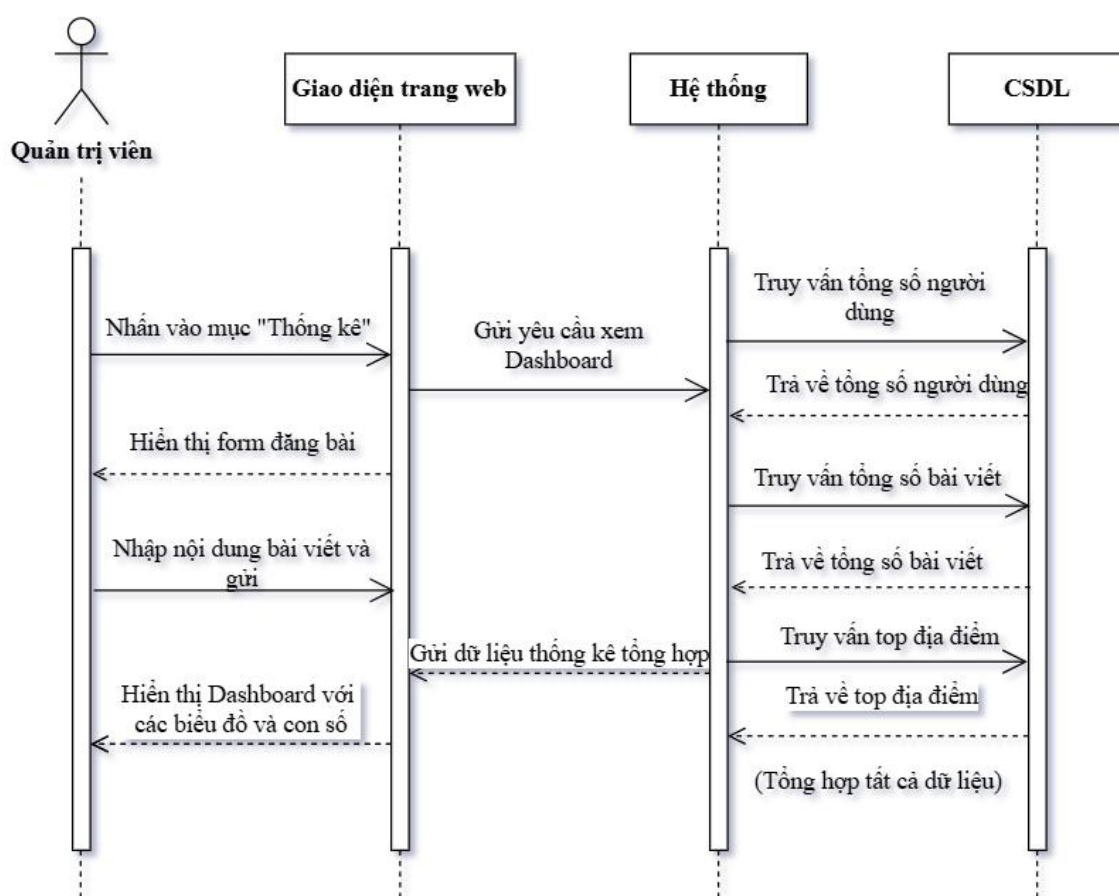 Giao diện trang web
Hệ thống
CSDL
Quản trị viên
Truy vấn tổng số người
dùng
Nhấn vào mục "Thống kê"
Gửi yêu cầu xem
Dashboard
Trả về tổng số người dùng
Hiển thị form đăng bài
Truy vấn tổng số bài viết
Nhập nội dung bài viết và
gửi
Trả về tổng số bài viết
Truy vấn top địa điểm
Gửi dữ liệu thống kê tổng hợp
Hiển thị Dashboard với
các biểu đồ và con số
Trả về top địa điểm
(Tổng hợp tất cả dữ liệu)